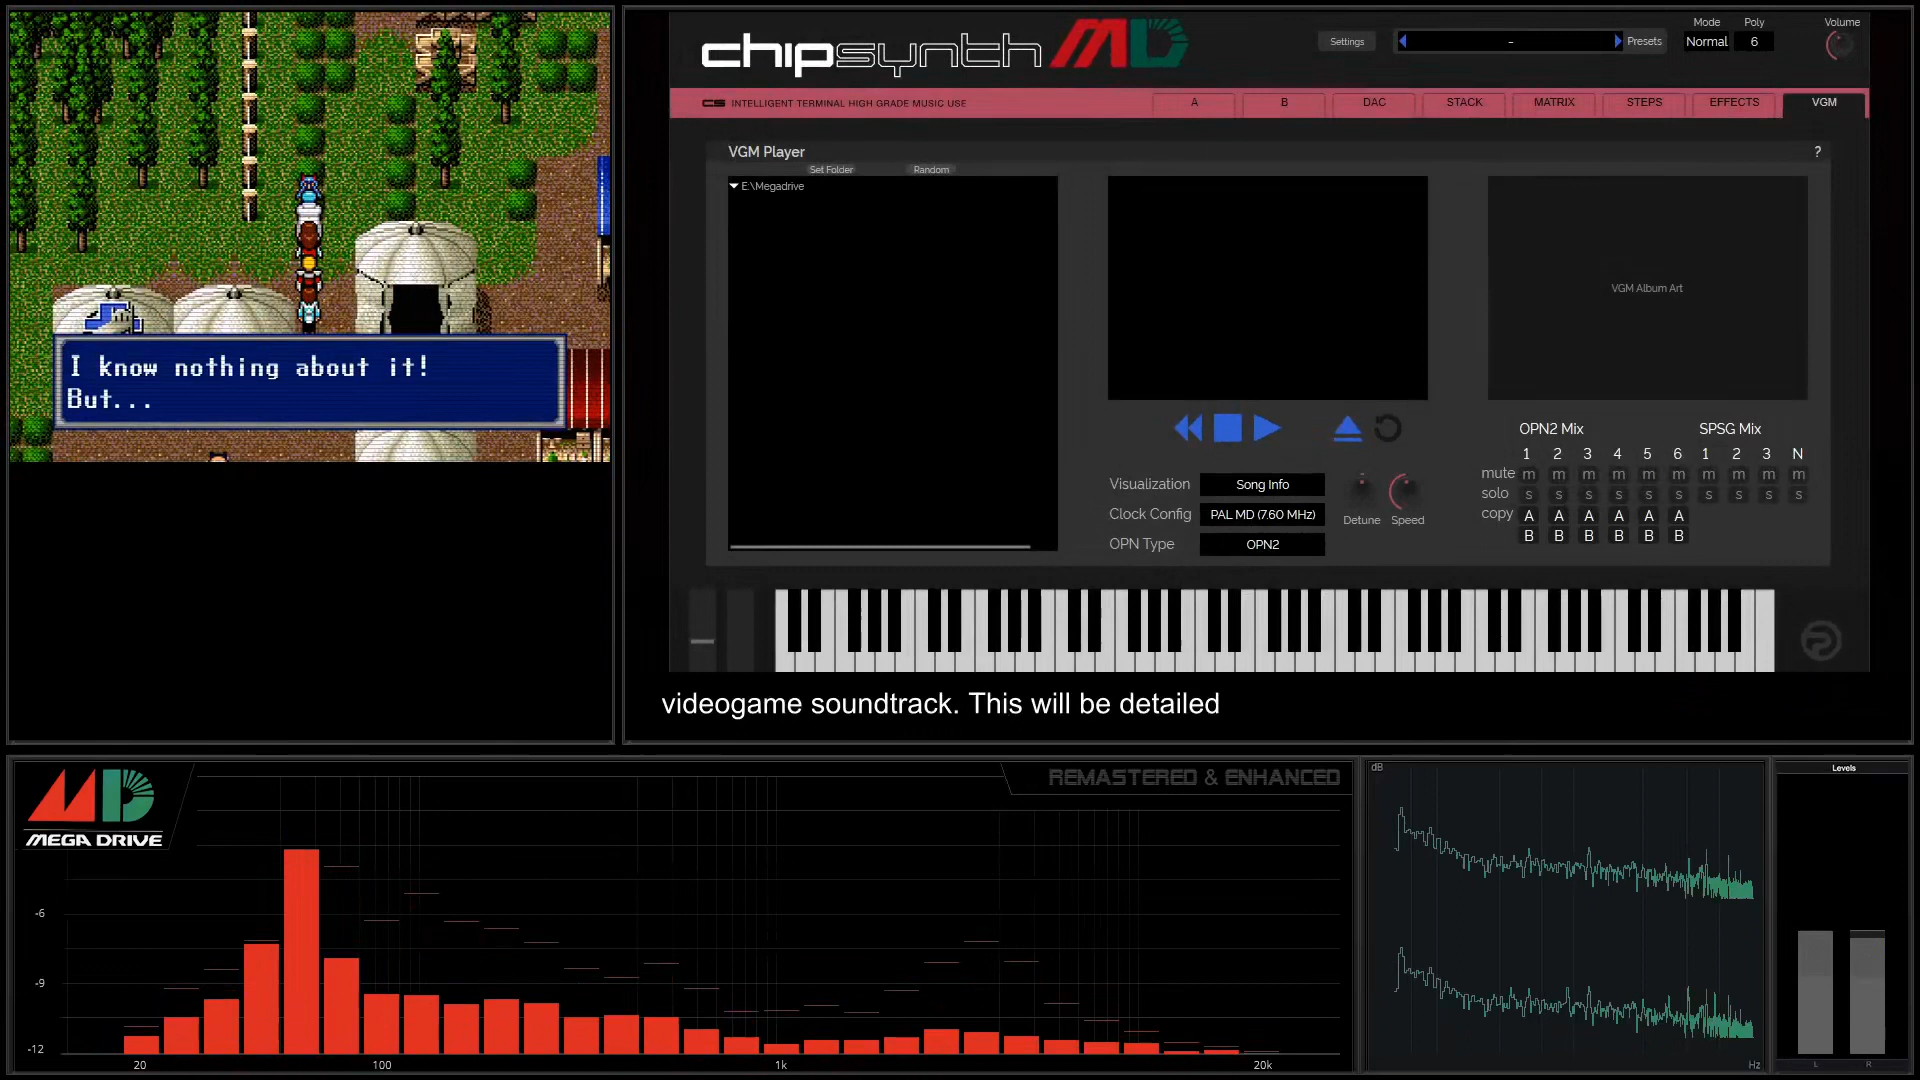 I know nothing about it!
But...
chipsynth MD
Settings
-
Presets
Mode
Normal
Poly
6
Volume
CS INTELLIGENT TERMINAL HIGH GRADE MUSIC USE
A
B
DAC
STACK
MATRIX
STEPS
EFFECTS
VGM
VGM Player
?
Set Folder
Random
E:\Megadrive
VGM Album Art
Visualization
Song Info
Clock Config
PAL MD (7.60 MHz)
OPN Type
OPN2
Detune
Speed
OPN2 Mix
SPSG Mix
1 2 3 4 5 6 1 2 3 N
mute m m m m m m m m m m
solo s s s s s s s s s s
copy A A A A A A
B B B B B B
videogame soundtrack. This will be detailed
MD
MEGA DRIVE
REMASTERED & ENHANCED
-6
-9
-12
20
100
1k
20k
dB
Hz
Levels
L
R